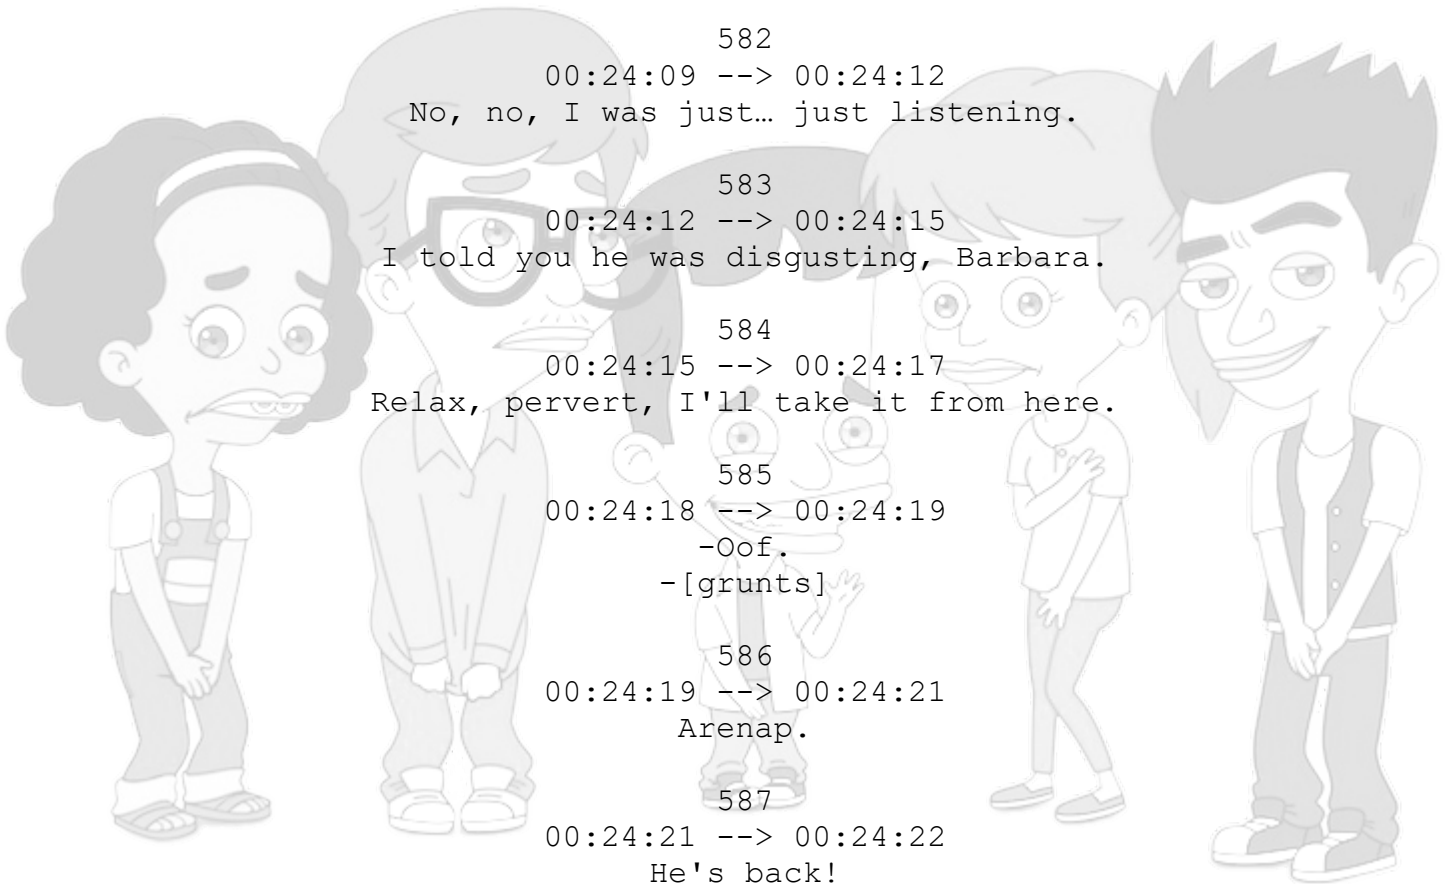 582
00:24:09 --> 00:24:12
No, no, I was just… just listening.
583
00:24:12 --> 00:24:15
I told you he was disgusting, Barbara.
584
00:24:15 --> 00:24:17
Relax, pervert, I'll take it from here.
585
00:24:18 --> 00:24:19
-Oof.
-[grunts]
586
00:24:19 --> 00:24:21
Arenap.
587
00:24:21 --> 00:24:22
He's back!